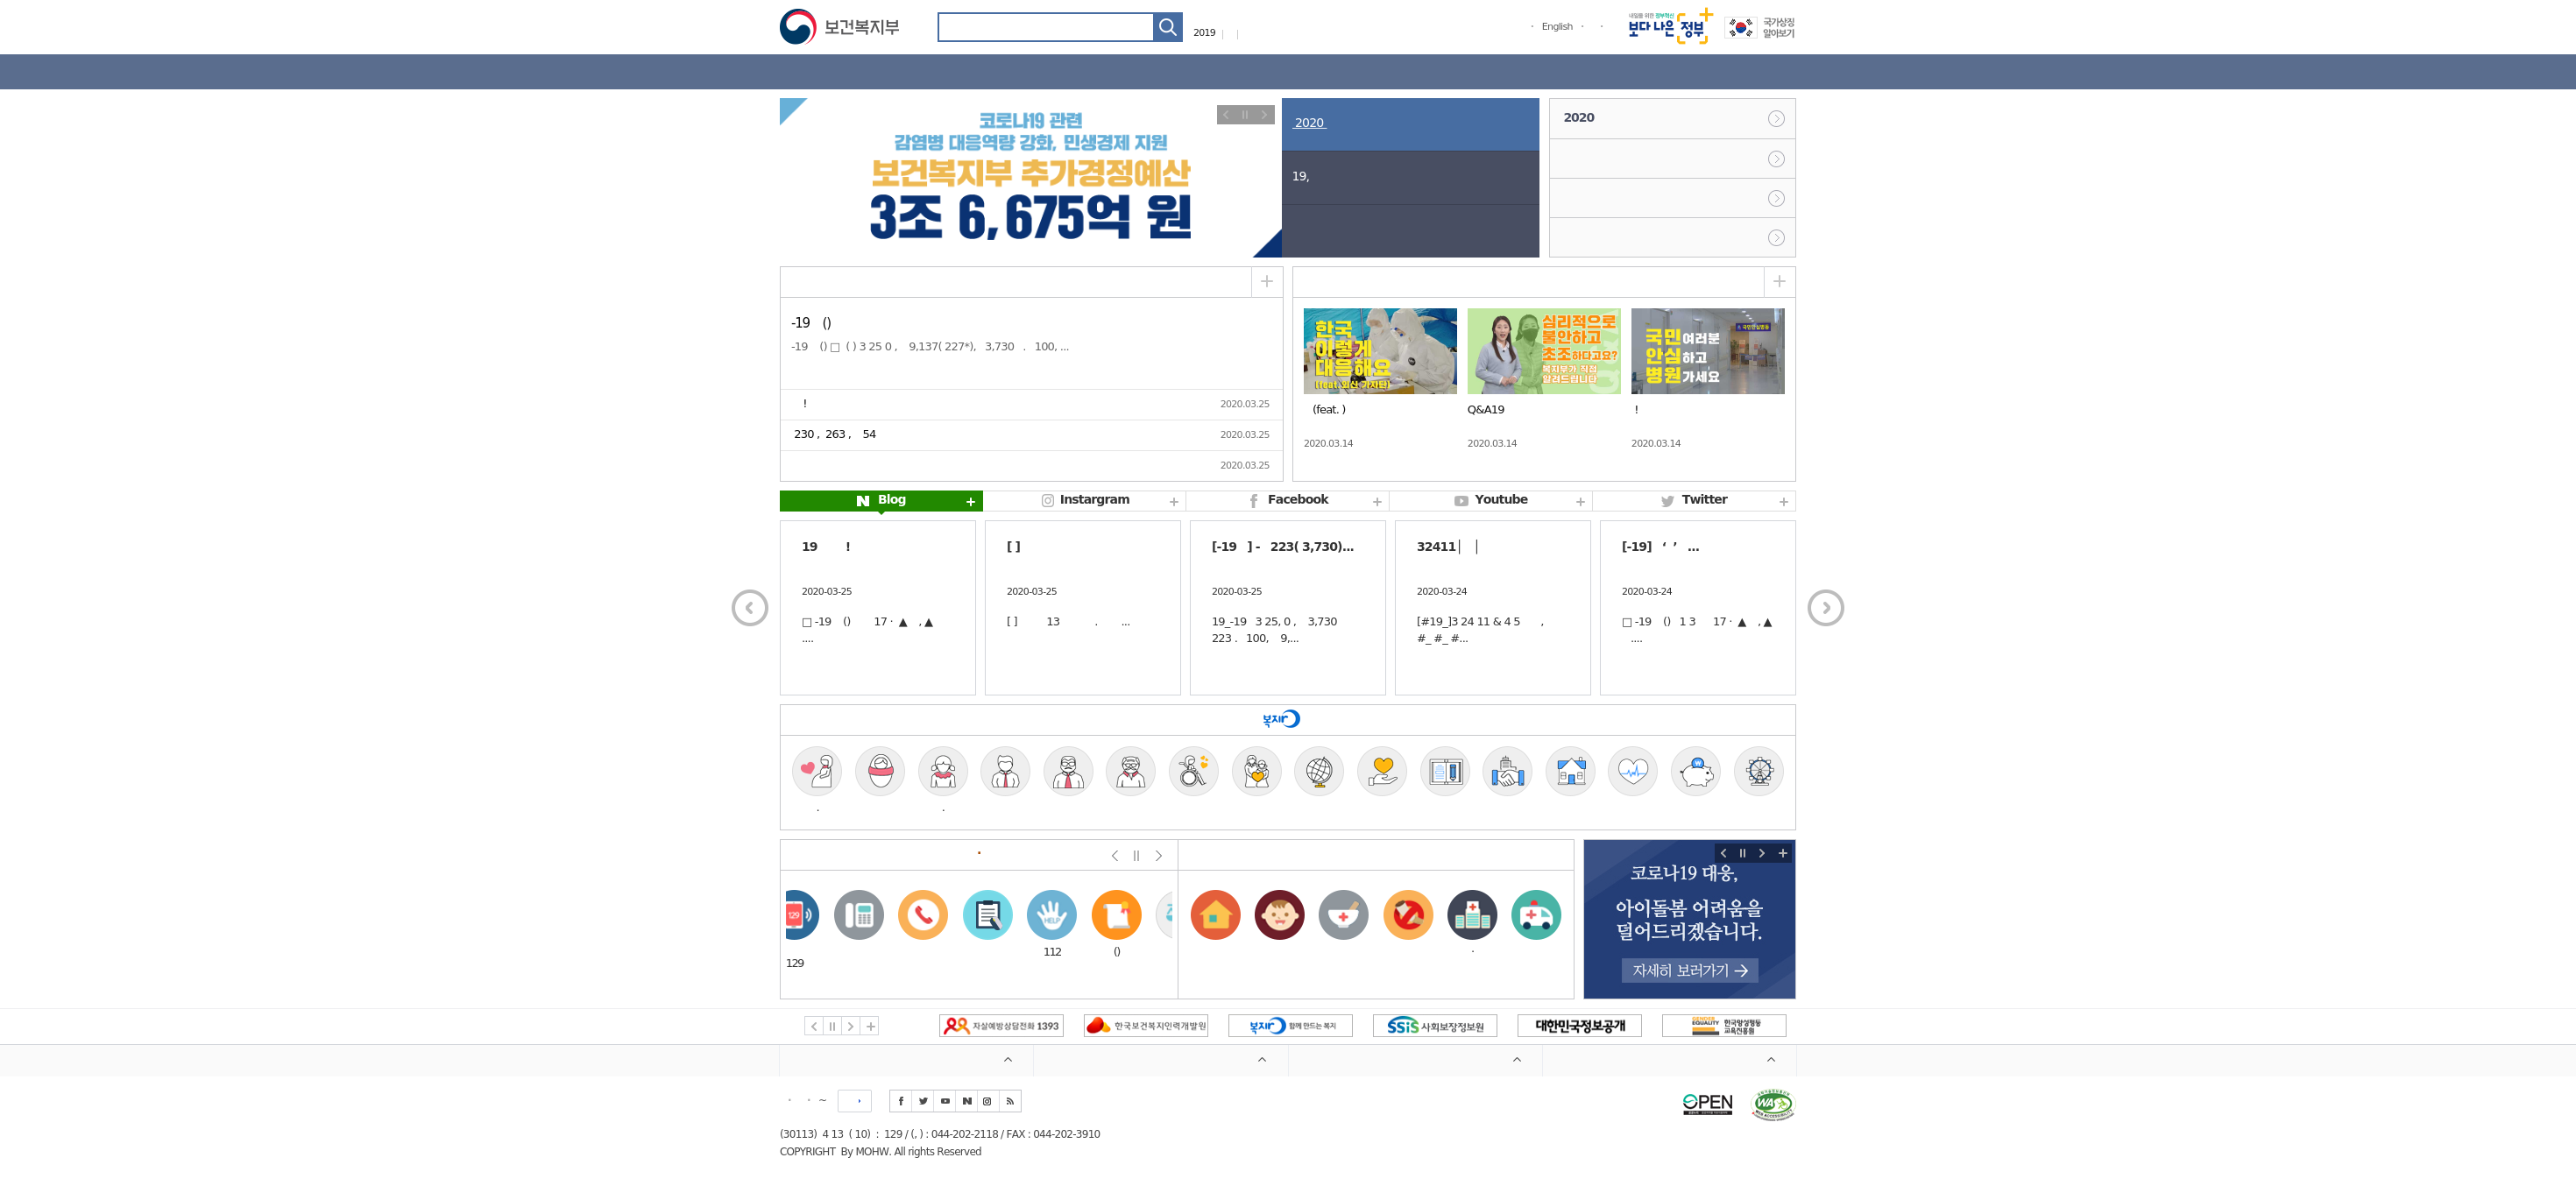 보건복지부
2019
English
내일을 위한 정부혁신
보다 나은 정부
국가상징
알아보기
코로나19 관련
감염병 대응역량 강화, 민생경제 지원
보건복지부 추가경정예산
3조 6,675억 원
2020
19,
2020
-19 ()
-19 () □ ( ) 3 25 0 , 9,137( 227*), 3,730 . 100, ...
! 2020.03.25
230 , 263 , 54 2020.03.25
2020.03.25
한국
이렇게
대응해요
(feat.외신 기자단)
심리적으로
불안하고
초조하다고요?
복지부가 직접
알려드립니다
국민안심병원
국민 여러분
안심하고
병원가세요
(feat. )
Q&A19
!
2020.03.14
2020.03.14
2020.03.14
Blog
Instargram
Facebook
Youtube
Twitter
19 !
2020-03-25
□ -19 () 17 · ▲ , ▲
....
[ ]
2020-03-25
[ ] 13 . ...
[-19 ] - 223( 3,730)...
2020-03-25
19_-19 3 25, 0 , 3,730
223 . 100, 9,...
32411│ │
2020-03-24
[#19_]3 24 11 & 4 5 ,
#_ #_ #...
[-19] ‘ ’ ...
2020-03-24
□ -19 () 1 3 17 · ▲ , ▲
....
복지로
129
HELP
129
112
()
코로나19 대응,
아이돌봄 어려움을
덜어드리겠습니다.
자세히 보러가기 →
자살예방상담전화 1393
한국보건복지인력개발원
복지로 함께 만드는 복지
SSiS 사회보장정보원
대한민국정보공개
GENDER EQUALITY 한국양성평등교육진흥원
~
OPEN
WA
WEB ACCESSIBILITY
(30113) 4 13 ( 10) : 129 / (, ) : 044-202-2118 / FAX : 044-202-3910
COPYRIGHT By MOHW. All rights Reserved